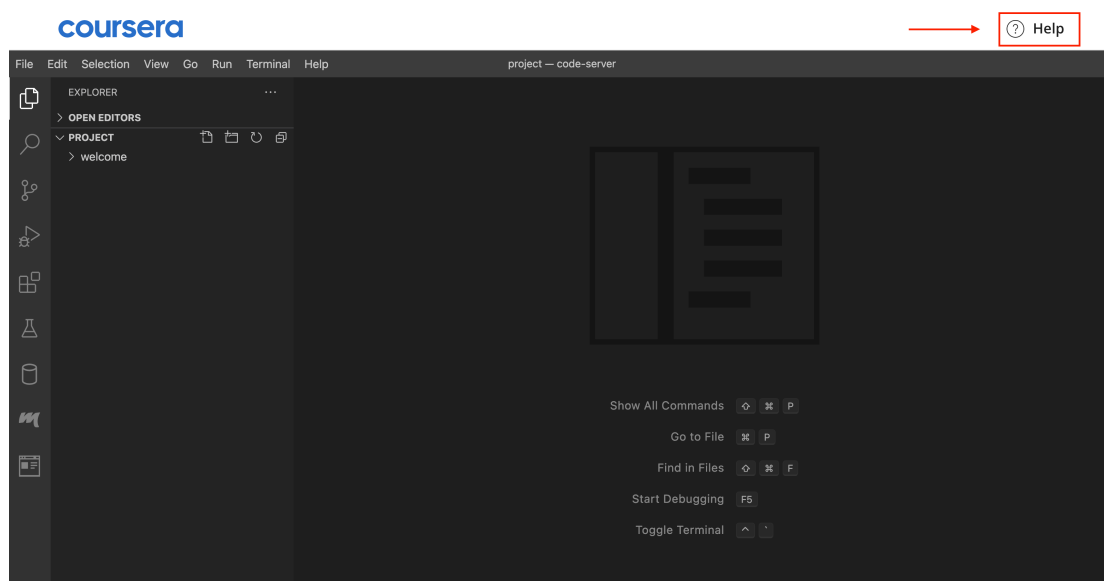 coursera
? Help
File Edit Selection View Go Run Terminal Help project — code-server
EXPLORER ...
> OPEN EDITORS
PROJECT
> welcome
Show All Commands ⇧ ⌘ P
Go to File ⌘ P
Find in Files ⇧ ⌘ F
Start Debugging F5
Toggle Terminal ^ `